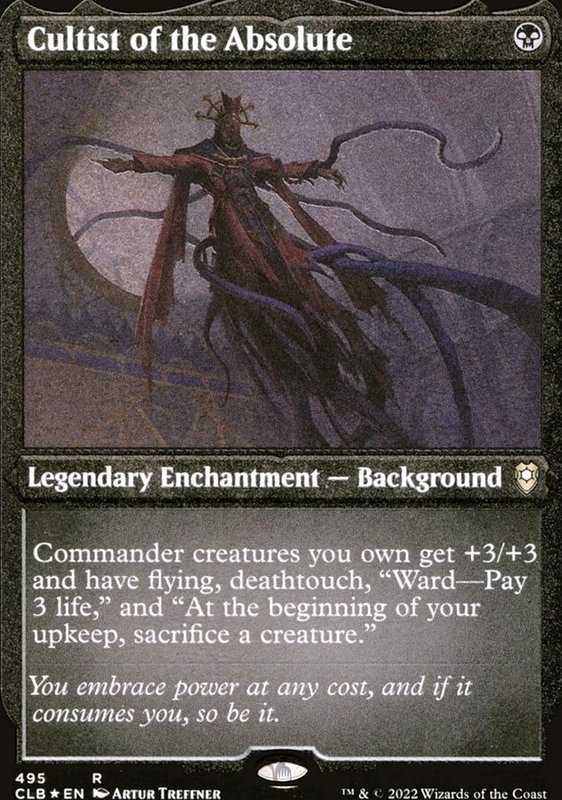 Cultist of the Absolute
Legendary Enchantment — Background
Commander creatures you own get +3/+3
and have flying, deathtouch, “Ward—Pay
3 life,” and “At the beginning of your
upkeep, sacrifice a creature.”
You embrace power at any cost, and if it
consumes you, so be it.
495 R
CLB★EN Artur Treffner
™ & © 2022 Wizards of the Coast